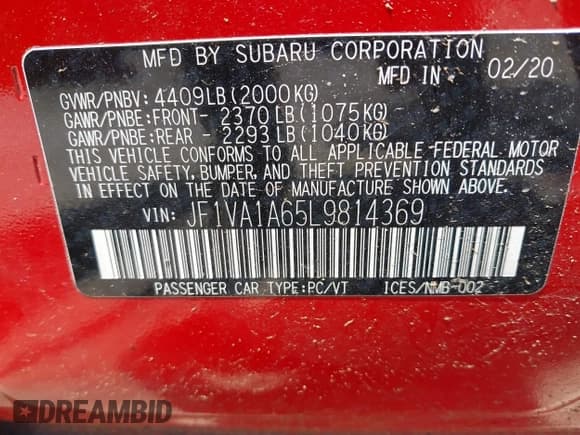 MFD BY SUBARU CORPORATION
MFD IN 02/20
GVWR/PNBV: 4409LB(2000KG)
GAWR/PNBE:FRONT- 2370LB(1075KG)
GAWR/PNBE:REAR - 2293LB(1040KG)
THIS VEHICLE CONFORMS TO ALL APPLICABLE FEDERAL MOTOR
VEHICLE SAFETY, BUMPER,AND THEFT PREVENTION STANDARDS
IN EFFECT ON THE DATE OF MANUFACTURE SHOWN ABOVE.
VIN: JF1VA1A65L9814369
PASSENGER CAR TYPE:PC/VT ICES/NMB-002
DREAMBID